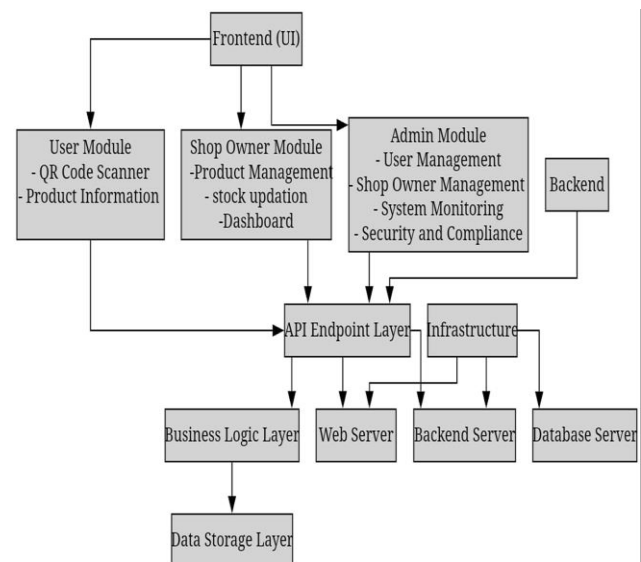 Frontend (UI)
User Module
- QR Code Scanner
- Product Information
Shop Owner Module
-Product Management
- stock updation
-Dashboard
Admin Module
- User Management
- Shop Owner Management
- System Monitoring
- Security and Compliance
Backend
API Endpoint Layer
Infrastructure
Business Logic Layer
Web Server
Backend Server
Database Server
Data Storage Layer